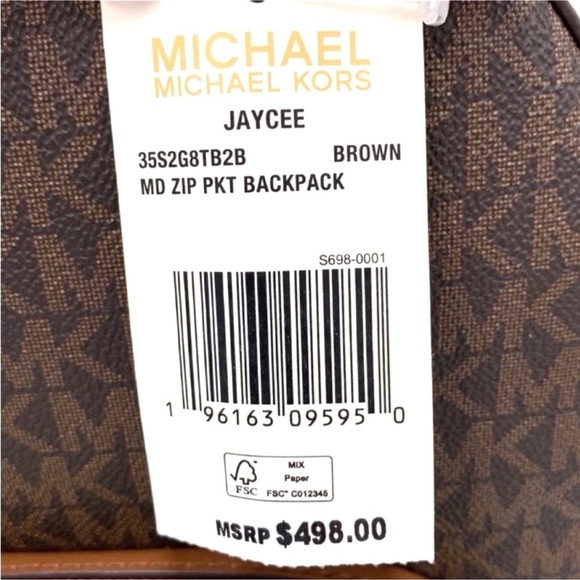 MICHAEL
MICHAEL KORS
JAYCEE
35S2G8TB2B BROWN
MD ZIP PKT BACKPACK
S698-0001
1 96163 09595 0
FSC
MIX
Paper
FSC™ C012345
MSRP $498.00